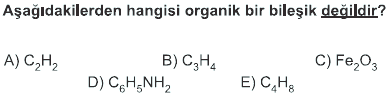 Aşağıdakilerden hangisi organik bir bileşik değildir?
A) C₂H₂ B) C₃H₄ C) Fe₂O₃
D) C₆H₅NH₂ E) C₄H₈